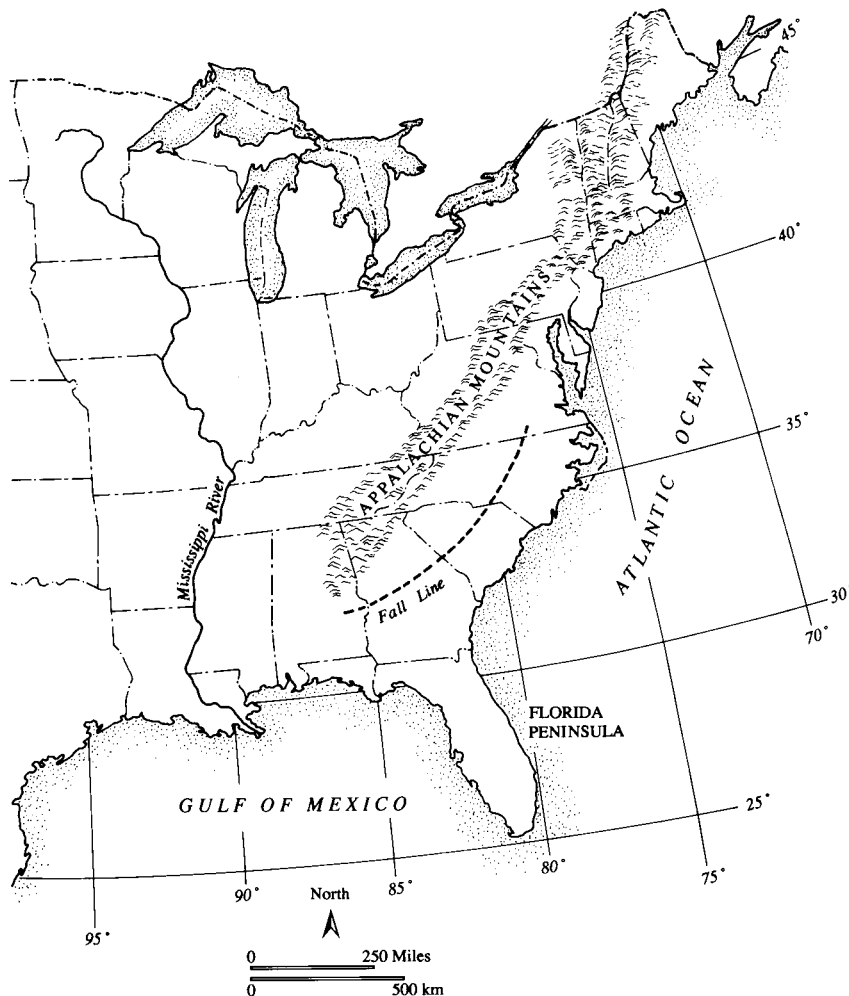 45°
40°
APPALACHIAN MOUNTAINS
ATLANTIC OCEAN
35°
Mississippi River
Fall Line
30
70°
FLORIDA
PENINSULA
GULF OF MEXICO
25°
80°
75°
85°
90°
95°
North
0 250 Miles
0 500 km